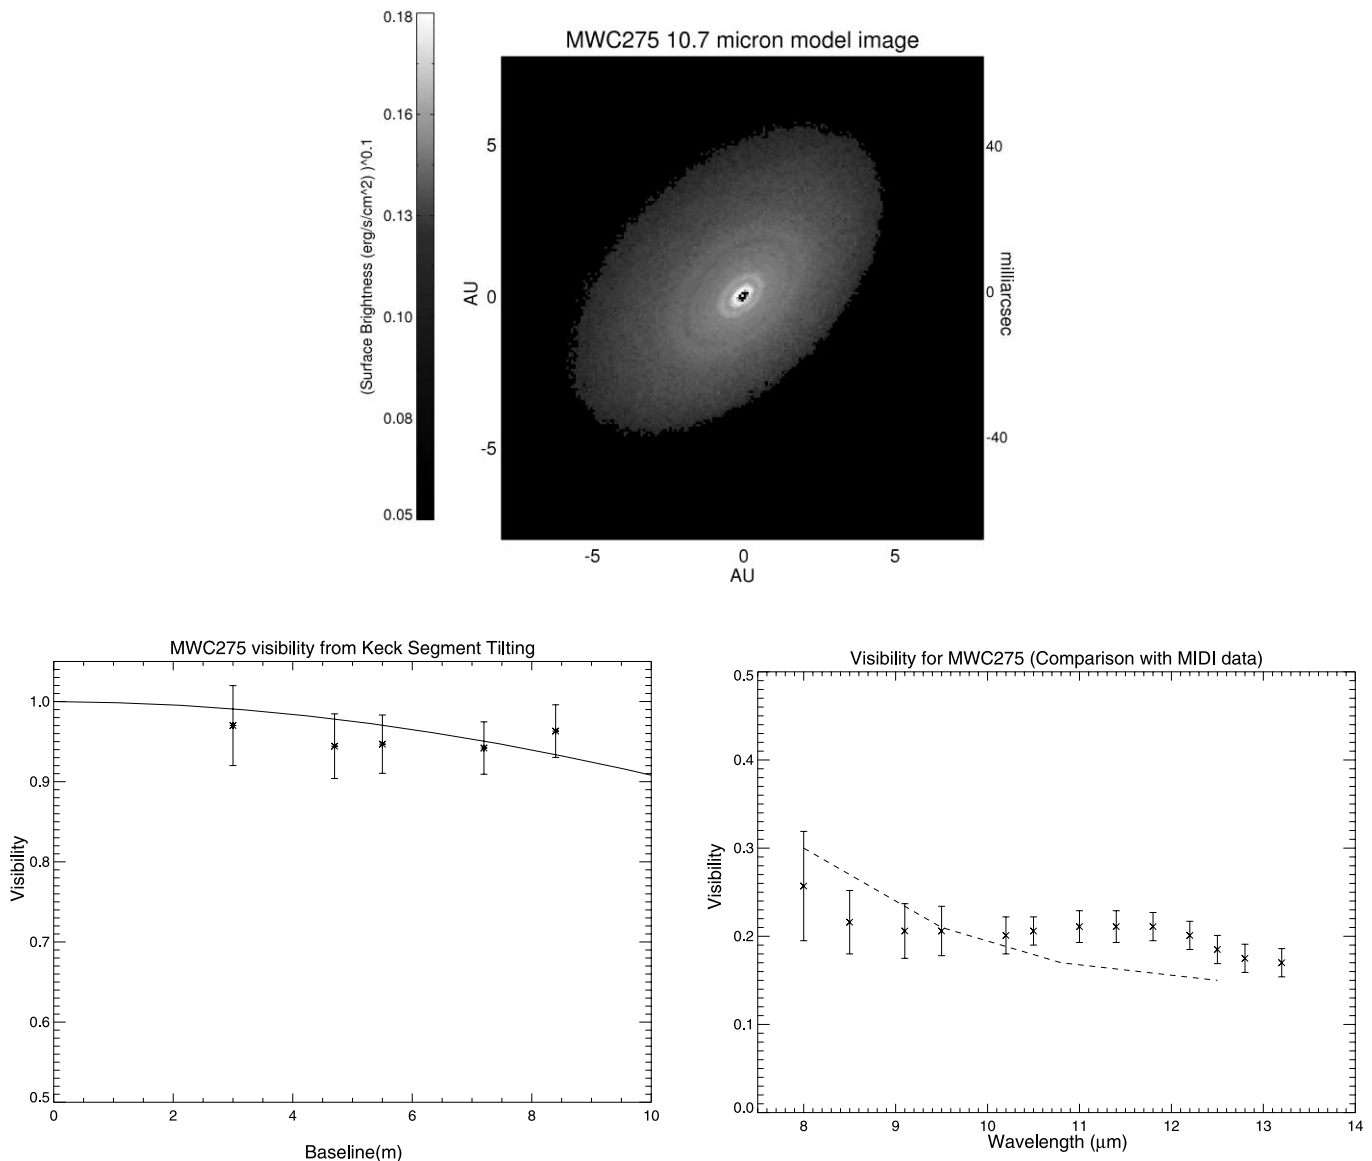 MWC275 10.7 micron model image
0.18
0.16
0.13
0.10
0.08
0.05
(Surface Brightness (erg/s/cm^2) )^0.1
5
0
-5
AU
40
0
-40
milliarcsec
-5 0 5
AU
MWC275 visibility from Keck Segment Tilting
1.0
0.9
0.8
0.7
0.6
0.5
Visibility
0 2 4 6 8 10
Baseline(m)
Visibility for MWC275 (Comparison with MIDI data)
0.5
0.4
0.3
0.2
0.1
0.0
Visibility
8 9 10 11 12 13 14
Wavelength (μm)